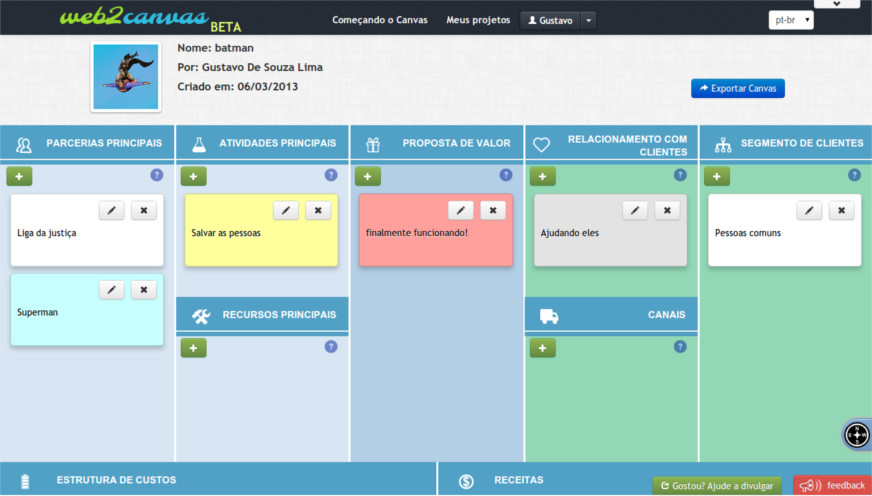 web2canvas BETA
Começando o Canvas
Meus projetos
Gustavo
pt-br
Nome: batman
Por: Gustavo De Souza Lima
Criado em: 06/03/2013
Exportar Canvas
PARCERIAS PRINCIPAIS
Liga da justiça
Superman
ATIVIDADES PRINCIPAIS
Salvar as pessoas
RECURSOS PRINCIPAIS
PROPOSTA DE VALOR
finalmente funcionando!
RELACIONAMENTO COM
CLIENTES
Ajudando eles
CANAIS
SEGMENTO DE CLIENTES
Pessoas comuns
N
E W
S
ESTRUTURA DE CUSTOS
RECEITAS
Gostou? Ajude a divulgar
feedback